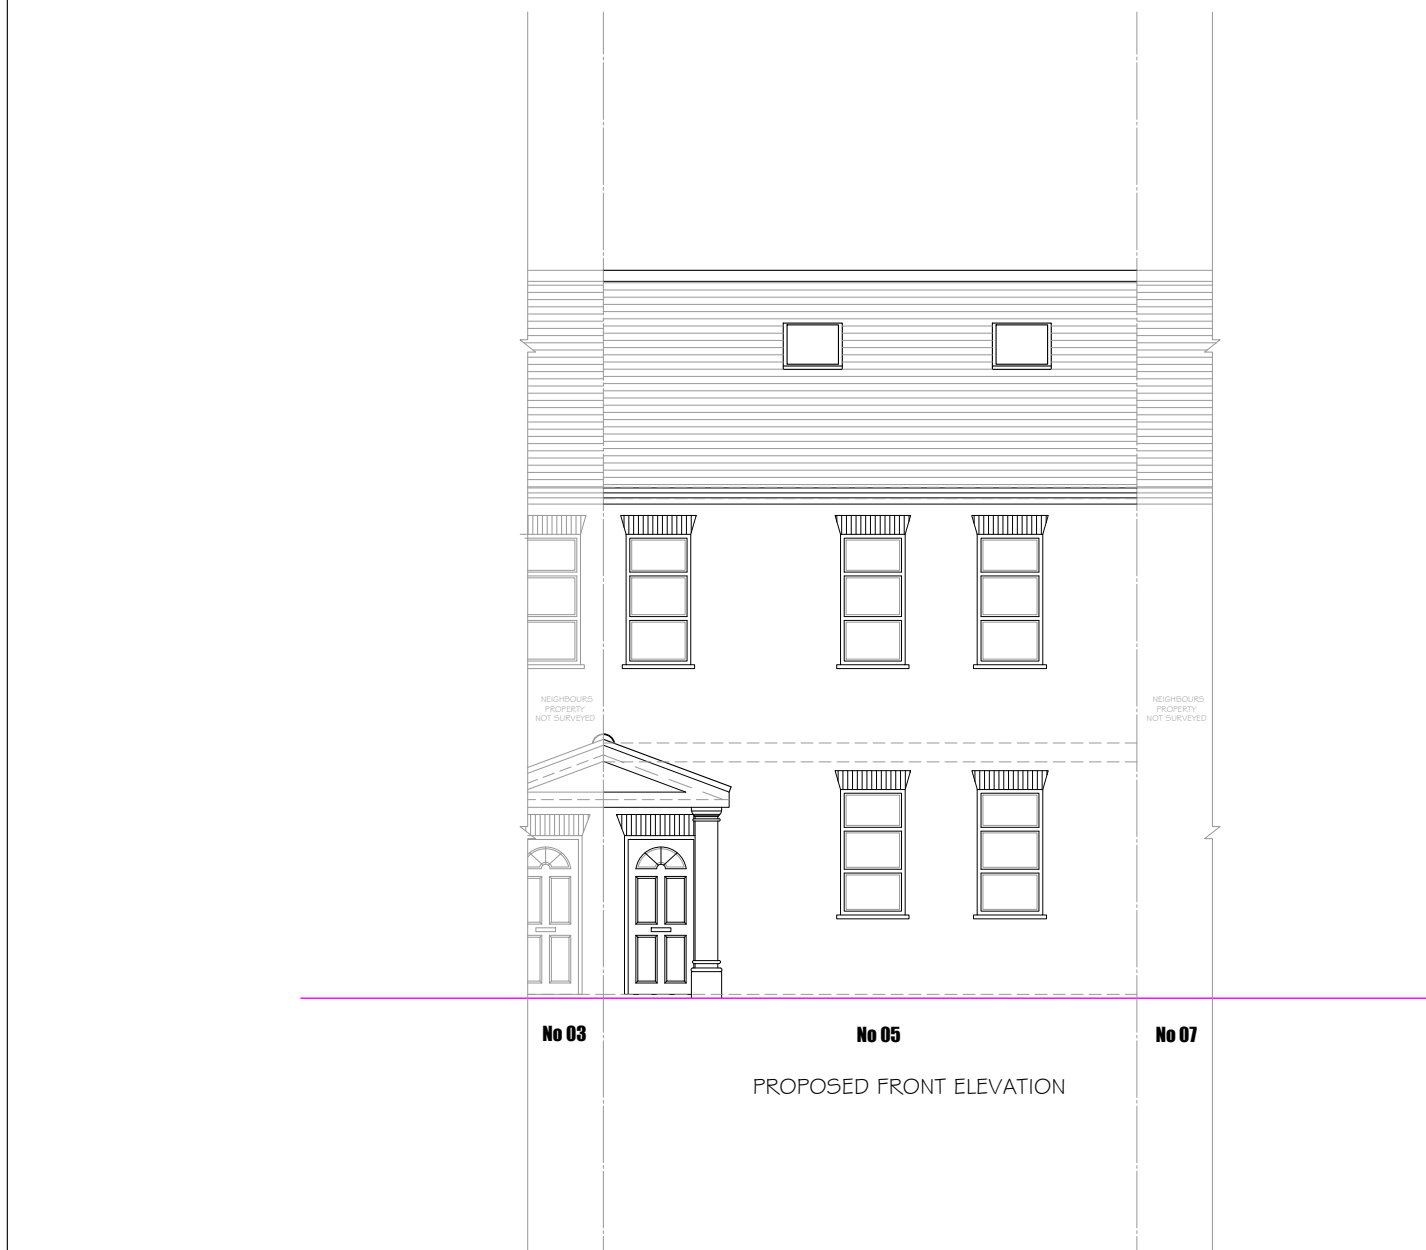 NEIGHBOURS
PROPERTY
NOT SURVEYED
NEIGHBOURS
PROPERTY
NOT SURVEYED
No 03
No 05
No 07
PROPOSED FRONT ELEVATION